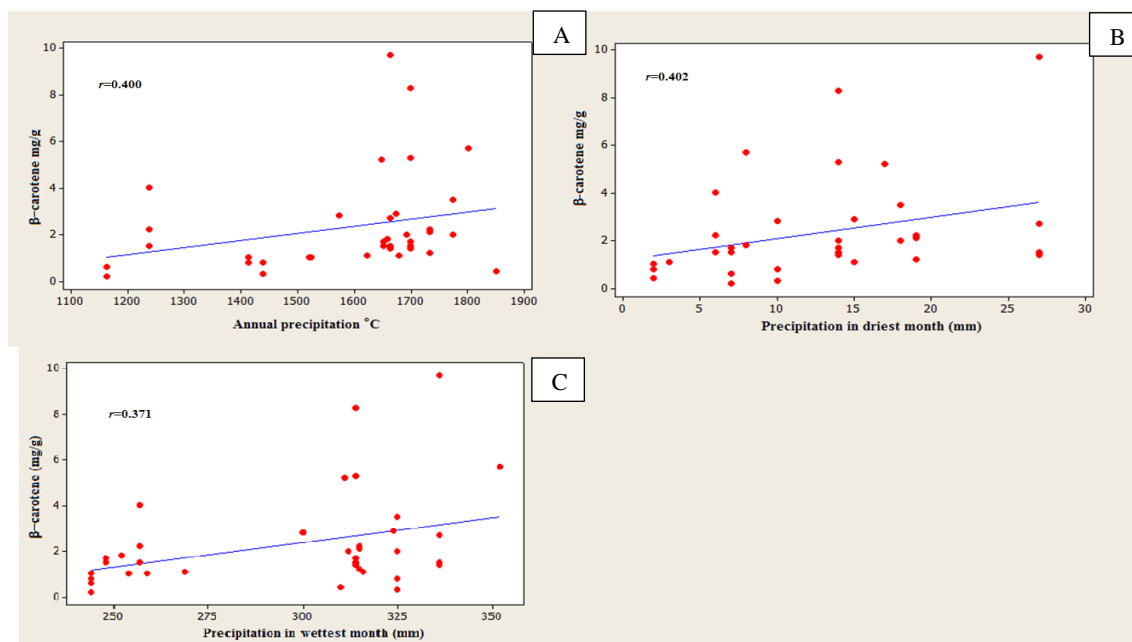 A
10
8
6
4
2
0
β–carotene mg/g
r=0.400
1100 1200 1300 1400 1500 1600 1700 1800 1900
Annual precipitation °C
B
10
8
6
4
2
0
β-carotene mg/g
r=0.402
0 5 10 15 20 25 30
Precipitation in driest month (mm)
C
10
8
6
4
2
0
β–carotene (mg/g)
r=0.371
250 275 300 325 350
Precipitation in wettest month (mm)